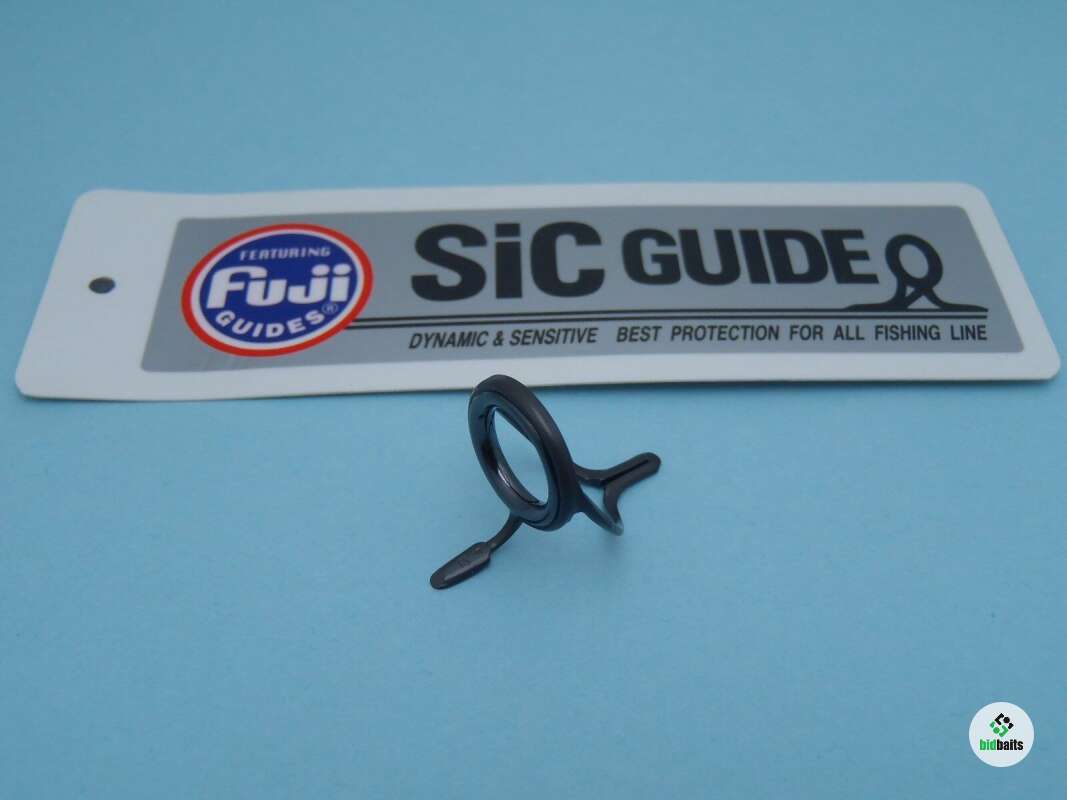 FEATURING
Fuji
GUIDES®
SiC GUIDE
DYNAMIC & SENSITIVE BEST PROTECTION FOR ALL FISHING LINE
bidbaits